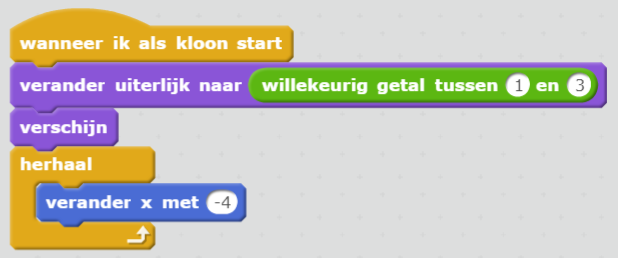 wanneer ik als kloon start
verander uiterlijk naar willekeurig getal tussen 1 en 3
verschijn
herhaal
verander x met -4